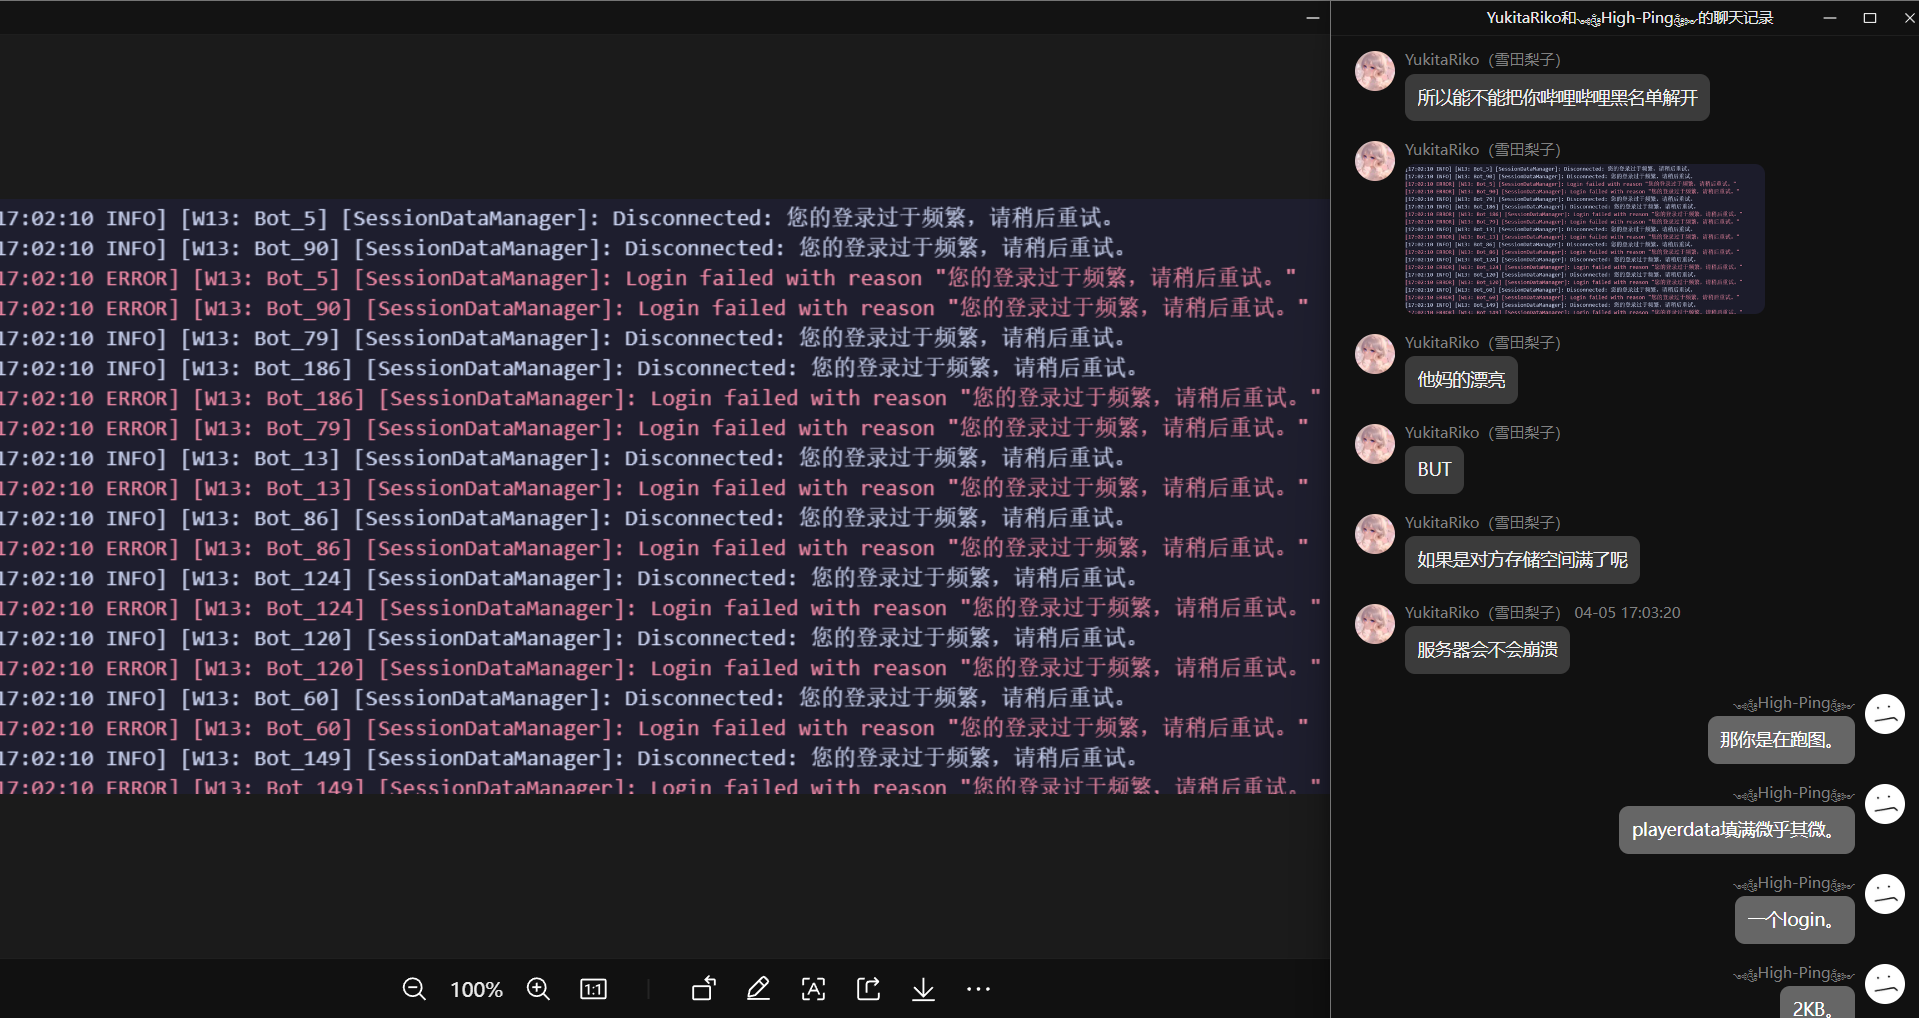 17:02:10 INFO] [W13: Bot_5] [SessionDataManager]: Disconnected: 您的登录过于频繁，请稍后重试。
17:02:10 INFO] [W13: Bot_90] [SessionDataManager]: Disconnected: 您的登录过于频繁，请稍后重试。
17:02:10 ERROR] [W13: Bot_5] [SessionDataManager]: Login failed with reason "您的登录过于频繁，请稍后重试。"
17:02:10 ERROR] [W13: Bot_90] [SessionDataManager]: Login failed with reason "您的登录过于频繁，请稍后重试。"
17:02:10 INFO] [W13: Bot_79] [SessionDataManager]: Disconnected: 您的登录过于频繁，请稍后重试。
17:02:10 INFO] [W13: Bot_186] [SessionDataManager]: Disconnected: 您的登录过于频繁，请稍后重试。
17:02:10 ERROR] [W13: Bot_186] [SessionDataManager]: Login failed with reason "您的登录过于频繁，请稍后重试。"
17:02:10 ERROR] [W13: Bot_79] [SessionDataManager]: Login failed with reason "您的登录过于频繁，请稍后重试。"
17:02:10 INFO] [W13: Bot_13] [SessionDataManager]: Disconnected: 您的登录过于频繁，请稍后重试。
17:02:10 ERROR] [W13: Bot_13] [SessionDataManager]: Login failed with reason "您的登录过于频繁，请稍后重试。"
17:02:10 INFO] [W13: Bot_86] [SessionDataManager]: Disconnected: 您的登录过于频繁，请稍后重试。
17:02:10 ERROR] [W13: Bot_86] [SessionDataManager]: Login failed with reason "您的登录过于频繁，请稍后重试。"
17:02:10 INFO] [W13: Bot_124] [SessionDataManager]: Disconnected: 您的登录过于频繁，请稍后重试。
17:02:10 ERROR] [W13: Bot_124] [SessionDataManager]: Login failed with reason "您的登录过于频繁，请稍后重试。"
17:02:10 INFO] [W13: Bot_120] [SessionDataManager]: Disconnected: 您的登录过于频繁，请稍后重试。
17:02:10 ERROR] [W13: Bot_120] [SessionDataManager]: Login failed with reason "您的登录过于频繁，请稍后重试。"
17:02:10 INFO] [W13: Bot_60] [SessionDataManager]: Disconnected: 您的登录过于频繁，请稍后重试。
17:02:10 ERROR] [W13: Bot_60] [SessionDataManager]: Login failed with reason "您的登录过于频繁，请稍后重试。"
17:02:10 INFO] [W13: Bot_149] [SessionDataManager]: Disconnected: 您的登录过于频繁，请稍后重试。
17:02:10 ERROR] [W13: Bot_149] [SessionDataManager]: Login failed with reason "您的登录过于频繁，请稍后重试。"
100%
1:1
YukitaRiko和High-Ping的聊天记录
YukitaRiko（雪田梨子）
所以能不能把你哔哩哔哩黑名单解开
YukitaRiko（雪田梨子）
YukitaRiko（雪田梨子）
他妈的漂亮
YukitaRiko（雪田梨子）
BUT
YukitaRiko（雪田梨子）
如果是对方存储空间满了呢
YukitaRiko（雪田梨子） 04-05 17:03:20
服务器会不会崩溃
High-Ping
那你是在跑图。
High-Ping
playerdata填满微乎其微。
High-Ping
一个login。
High-Ping
2KB。